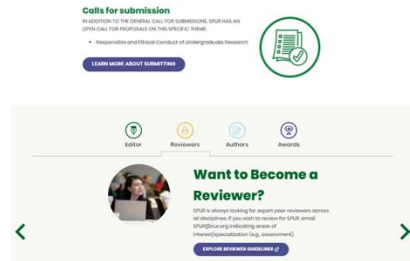 Calls for submission
IN ADDITION TO THE GENERAL CALL FOR SUBMISSIONS, SPUR HAS AN
OPEN CALL FOR PROPOSALS ON THIS SPECIFIC THEME:
• Responsible and Ethical Conduct of Undergraduate Research
LEARN MORE ABOUT SUBMITTING
Editor Reviewers Authors Awards
Want to Become a
Reviewer?
SPUR is always looking for expert peer reviewers across
all disciplines. If you wish to review for SPUR, email
SPUR@cur.org indicating areas of
interest/specialization (e.g., assessment).
EXPLORE REVIEWER GUIDELINES